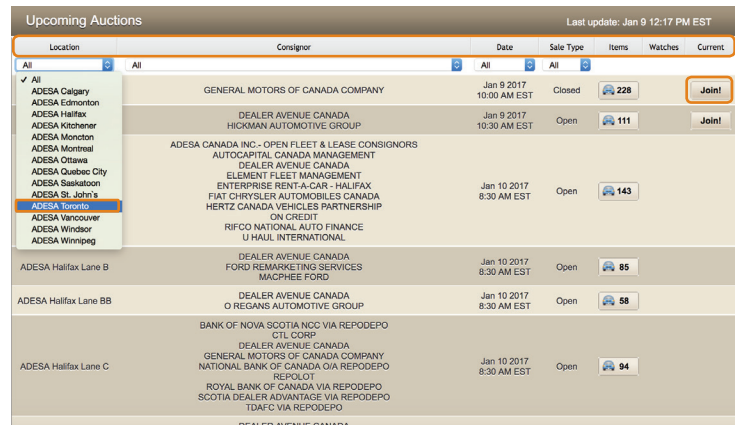 Upcoming Auctions Last update: Jan 9 12:17 PM EST
Location Consignor Date Sale Type Items Watches Current
All All All All
✓ All
ADESA Calgary
ADESA Edmonton
ADESA Halifax
ADESA Kitchener
ADESA Moncton
ADESA Montreal
ADESA Ottawa
ADESA Quebec City
ADESA Saskatoon
ADESA St. John`s
ADESA Toronto
ADESA Vancouver
ADESA Windsor
ADESA Winnipeg
GENERAL MOTORS OF CANADA COMPANY
Jan 9 2017
10:00 AM EST
Closed 228 Join!
DEALER AVENUE CANADA
HICKMAN AUTOMOTIVE GROUP
Jan 9 2017
10:30 AM EST
Open 111 Join!
ADESA CANADA INC.- OPEN FLEET & LEASE CONSIGNORS
AUTOCAPITAL CANADA MANAGEMENT
DEALER AVENUE CANADA
ELEMENT FLEET MANAGEMENT
ENTERPRISE RENT-A-CAR - HALIFAX
FIAT CHRYSLER AUTOMOBILES CANADA
HERTZ CANADA VEHICLES PARTNERSHIP
ON CREDIT
RIFCO NATIONAL AUTO FINANCE
U HAUL INTERNATIONAL
Jan 10 2017
8:30 AM EST
Open 143
ADESA Halifax Lane B
DEALER AVENUE CANADA
FORD REMARKETING SERVICES
MACPHEE FORD
Jan 10 2017
8:30 AM EST
Open 85
ADESA Halifax Lane BB
DEALER AVENUE CANADA
O REGANS AUTOMOTIVE GROUP
Jan 10 2017
8:30 AM EST
Open 58
ADESA Halifax Lane C
BANK OF NOVA SCOTIA NCC VIA REPODEPO
CTL CORP
DEALER AVENUE CANADA
GENERAL MOTORS OF CANADA COMPANY
NATIONAL BANK OF CANADA O/A REPODEPO
REPOLOT
ROYAL BANK OF CANADA VIA REPODEPO
SCOTIA DEALER ADVANTAGE VIA REPODEPO
TDAFC VIA REPODEPO
Jan 10 2017
8:30 AM EST
Open 94
DEALER AVENUE CANADA